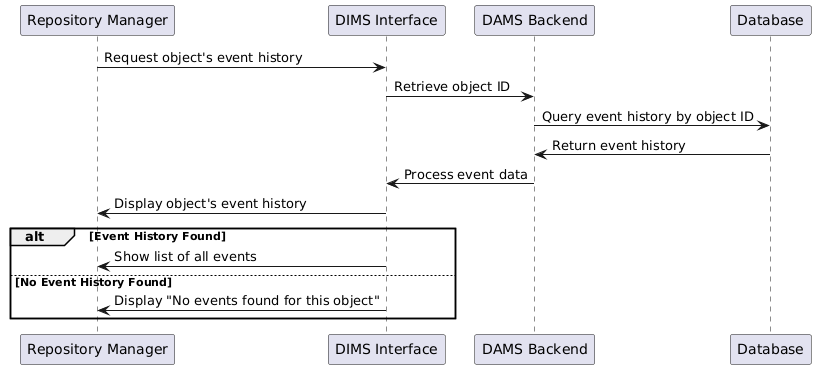 Repository Manager
DIMS Interface
DAMS Backend
Database
Request object's event history
Retrieve object ID
Query event history by object ID
Return event history
Process event data
Display object's event history
alt
[Event History Found]
Show list of all events
[No Event History Found]
Display "No events found for this object"
Repository Manager
DIMS Interface
DAMS Backend
Database